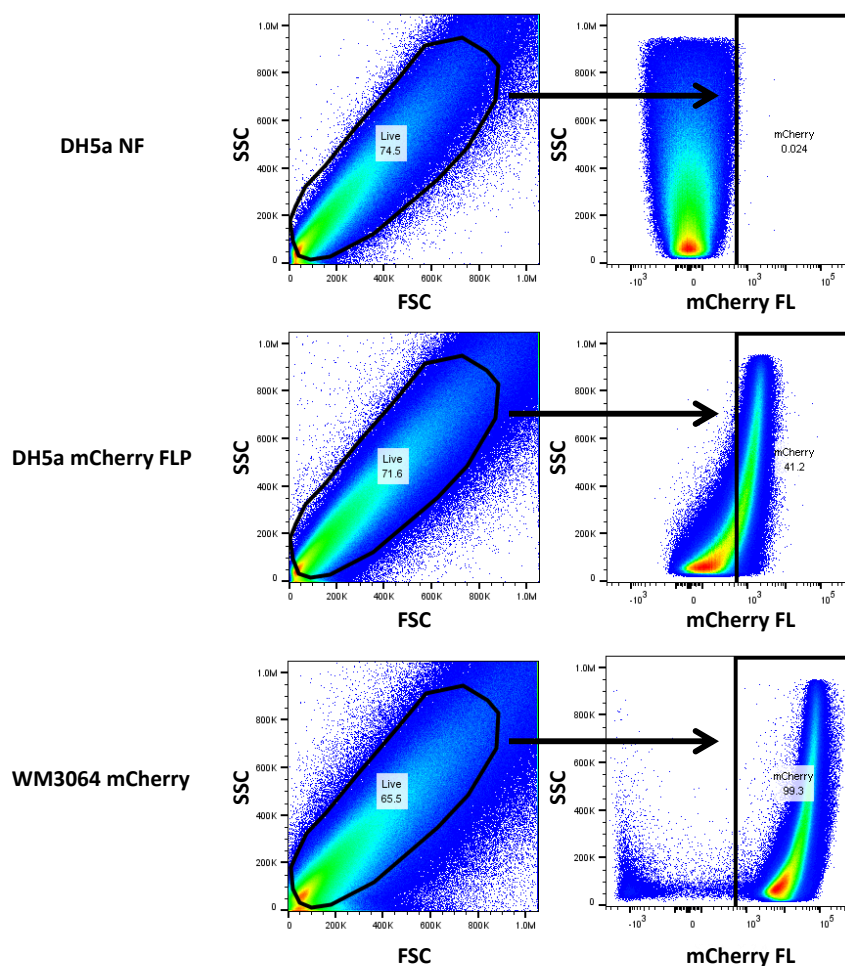 1.0M
800K
600K
400K
200K
0
SSC
Live
74.5
0 200K 400K 600K 800K 1.0M
FSC
DH5a NF
1.0M
800K
600K
400K
200K
0
SSC
mCherry
0.024
-10³ 0 10³ 10⁴ 10⁵
mCherry FL
1.0M
800K
600K
400K
200K
0
SSC
Live
71.6
0 200K 400K 600K 800K 1.0M
FSC
DH5a mCherry FLP
1.0M
800K
600K
400K
200K
0
SSC
mCherry
41.2
-10³ 0 10³ 10⁴ 10⁵
mCherry FL
1.0M
800K
600K
400K
200K
0
SSC
Live
65.5
0 200K 400K 600K 800K 1.0M
FSC
WM3064 mCherry
1.0M
800K
600K
400K
200K
0
SSC
mCherry
99.3
-10³ 0 10³ 10⁴ 10⁵
mCherry FL